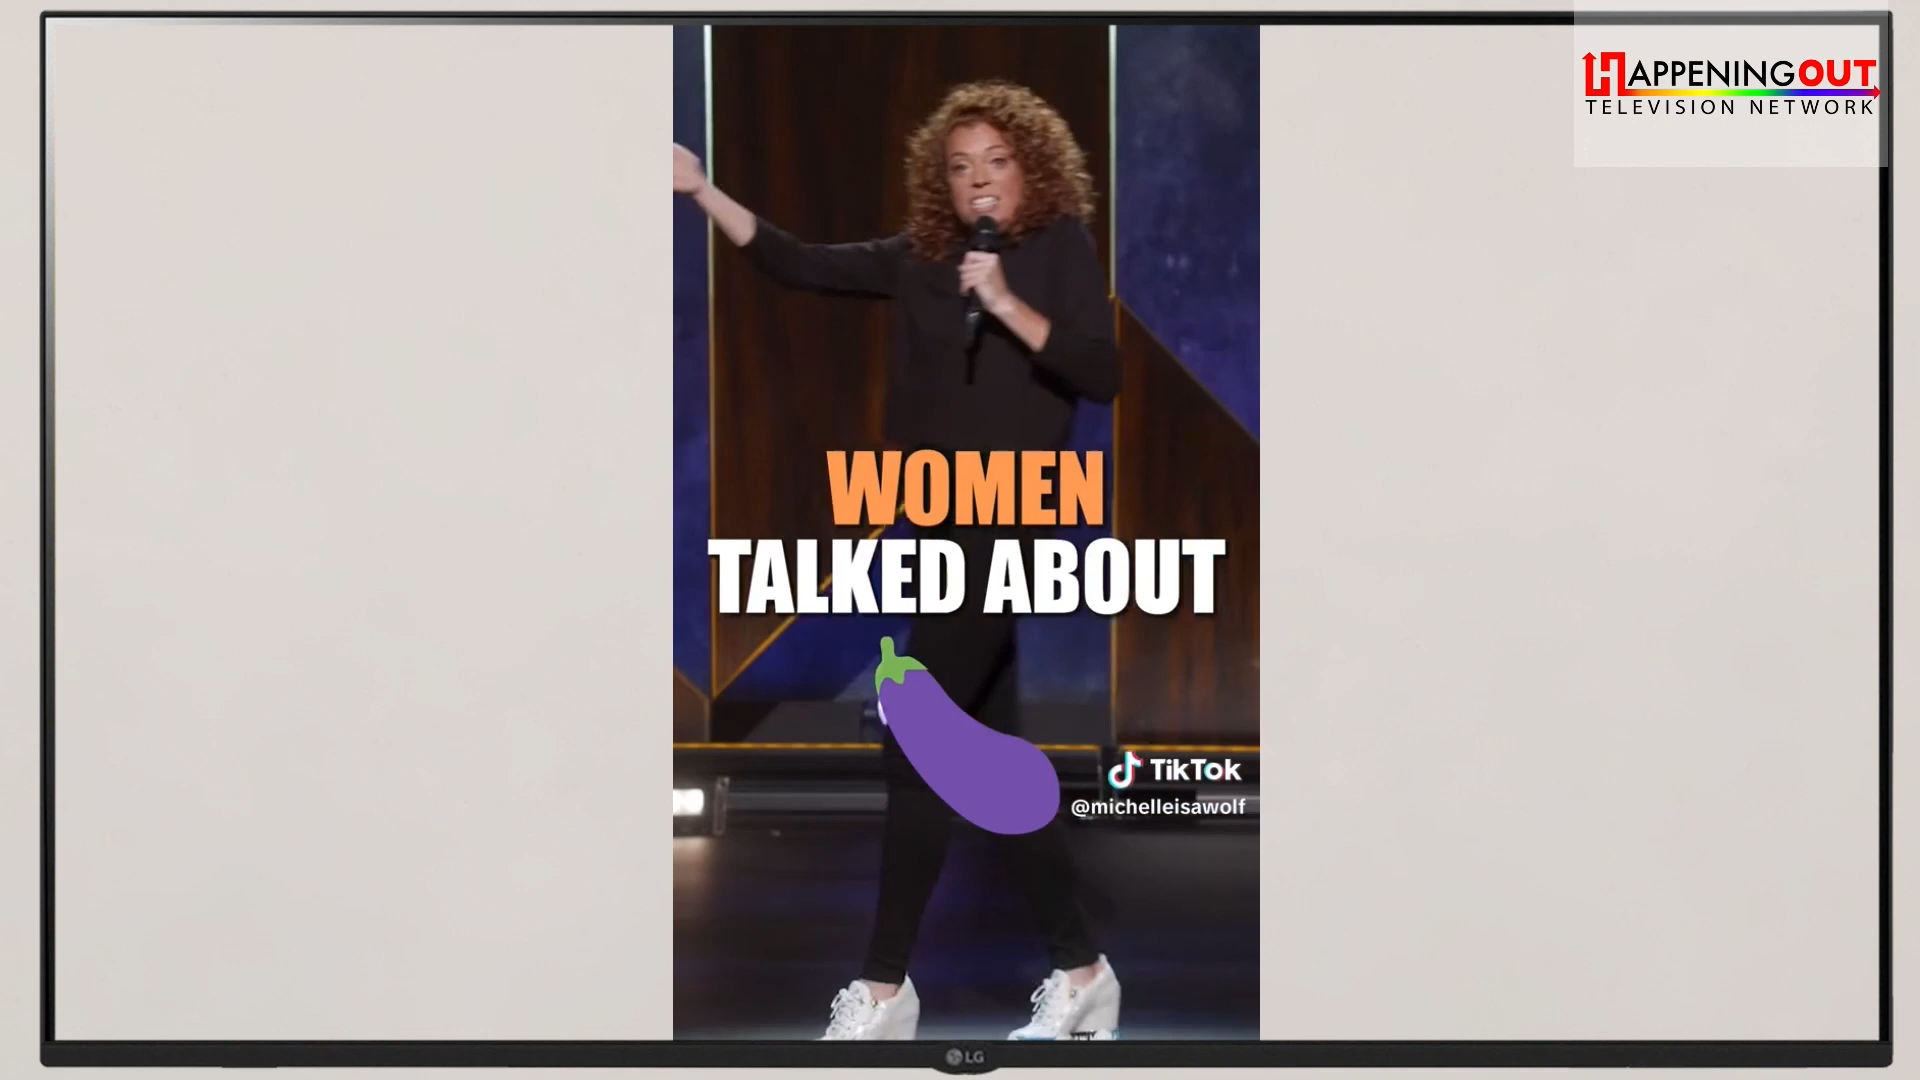 HAPPENINGOUT
TELEVISION NETWORK
WOMEN
TALKED ABOUT
TikTok
@michelleisawolf
LG